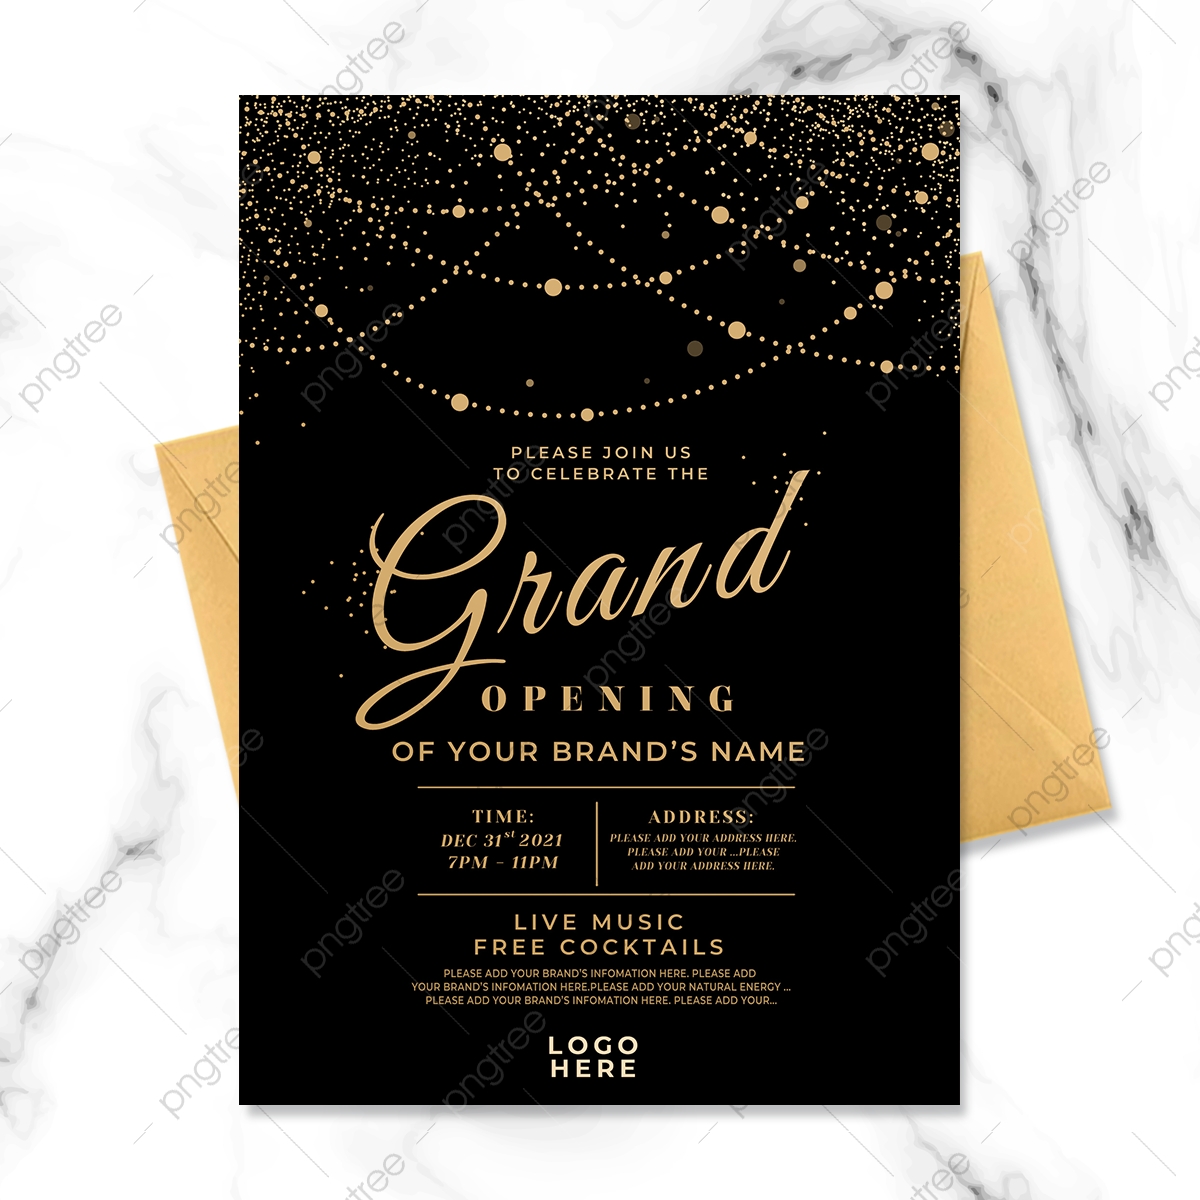 PLEASE JOIN US
TO CELEBRATE THE
Grand
OPENING
OF YOUR BRAND'S NAME
TIME:
DEC 31st 2021
7PM - 11PM
ADDRESS:
PLEASE ADD YOUR ADDRESS HERE.
PLEASE ADD YOUR ...PLEASE
ADD YOUR ADDRESS HERE.
LIVE MUSIC
FREE COCKTAILS
PLEASE ADD YOUR BRAND'S INFOMATION HERE. PLEASE ADD
YOUR BRAND'S INFOMATION HERE.PLEASE ADD YOUR NATURAL ENERGY ...
PLEASE ADD YOUR BRAND'S INFOMATION HERE. PLEASE ADD YOUR...
LOGO
HERE
pngtree